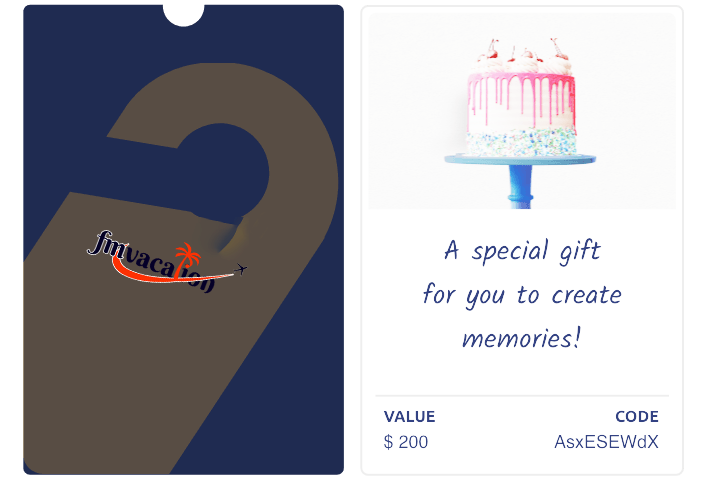 fmvacation
A special gift
for you to create
memories!
VALUE
CODE
$ 200
AsxESEWdX